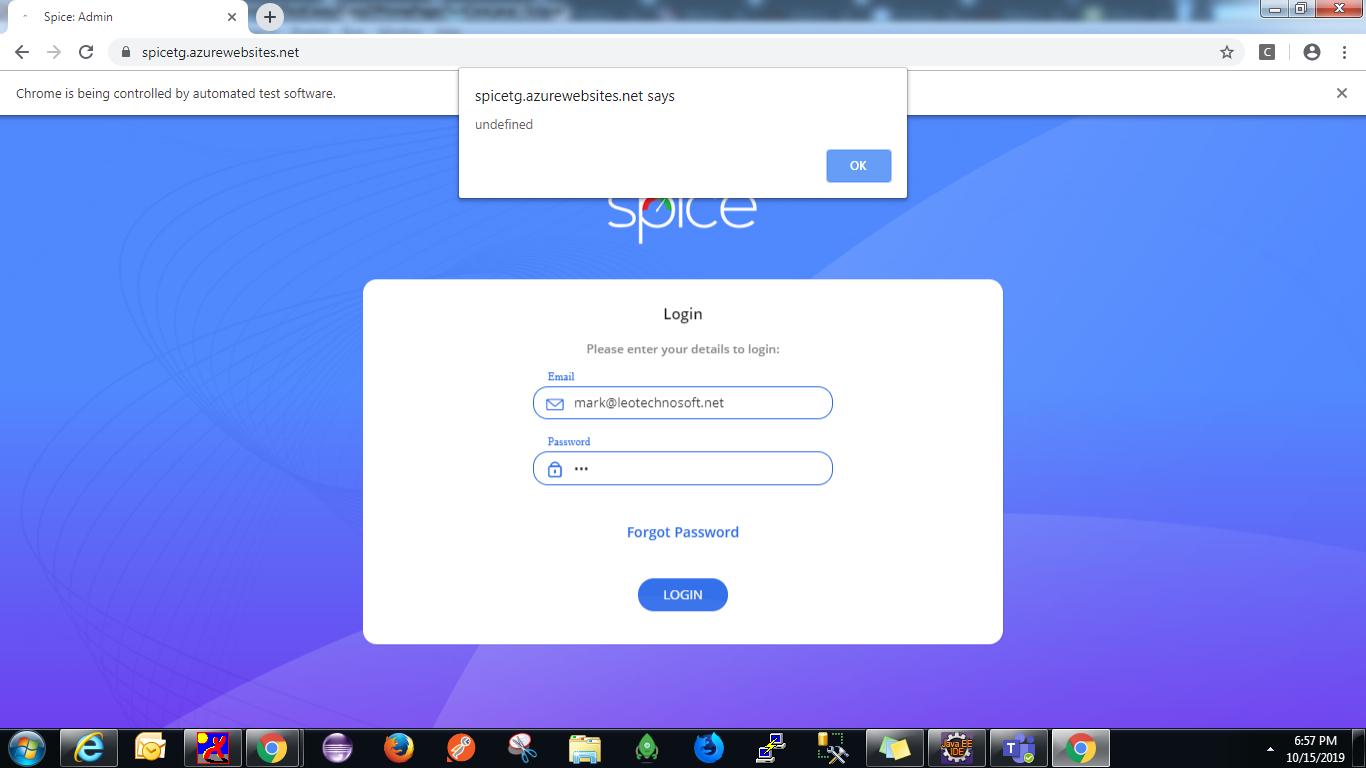 Spice: Admin
spicetg.azurewebsites.net
C
Chrome is being controlled by automated test software.
spicetg.azurewebsites.net says
undefined
OK
spice
Login
Please enter your details to login:
Email
mark@leotechnosoft.net
Password
•••
Forgot Password
LOGIN
Java EE
IDE
6:57 PM
10/15/2019